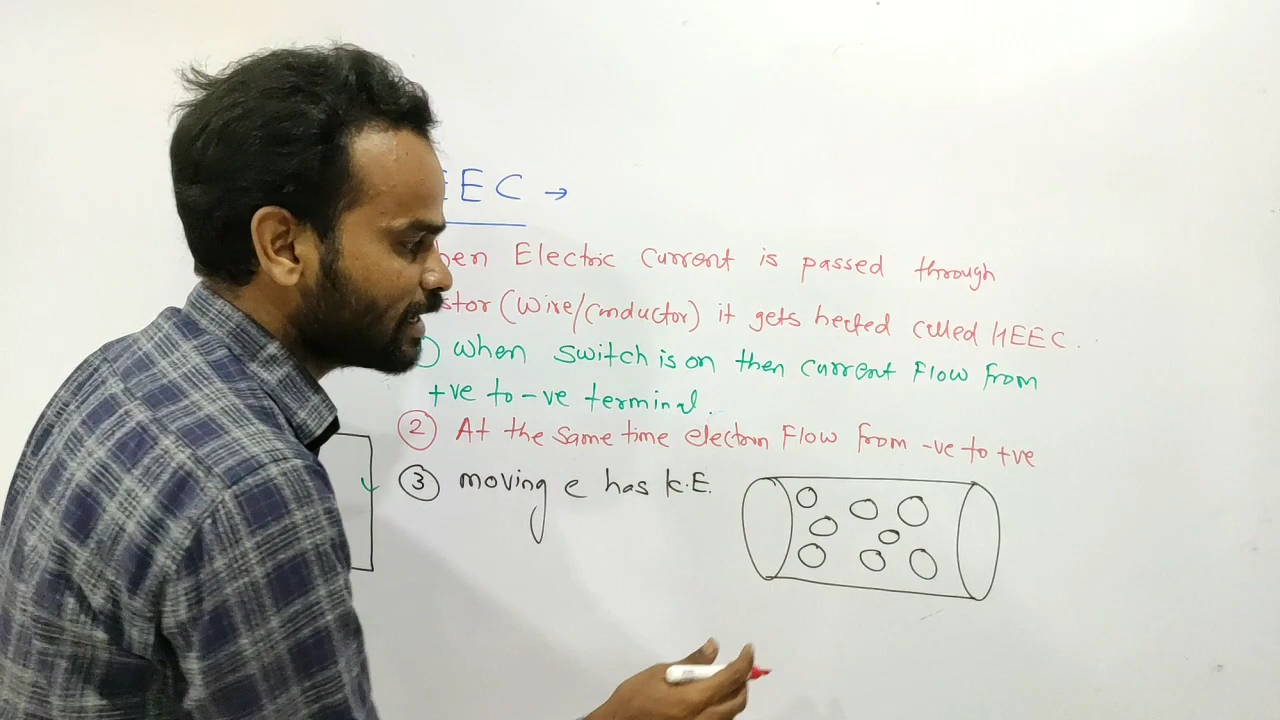 EEC →
hen Electric Current is passed through
stor (wire/conductor) it gets heated called HEEC.
) when switch is on then current flow from
+ve to -ve terminal.
② At the same time electron flow from -ve to +ve
③ moving e has K.E.